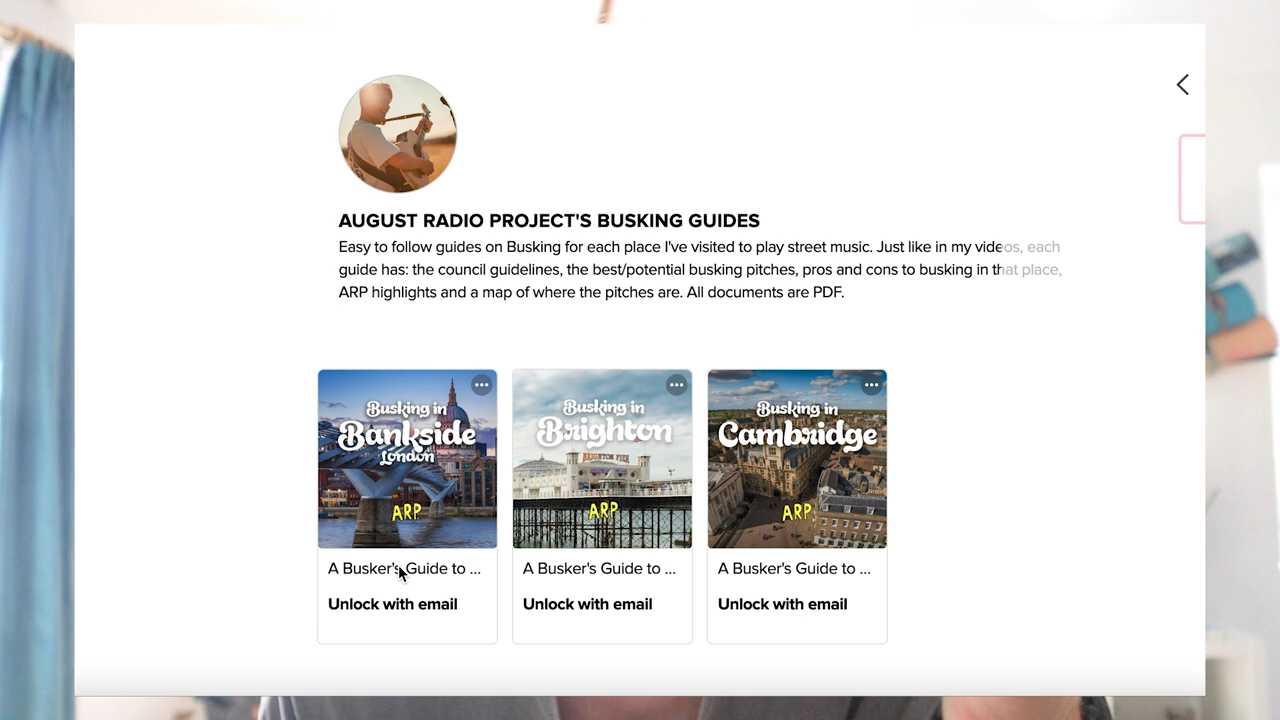 AUGUST RADIO PROJECT'S BUSKING GUIDES
Easy to follow guides on Busking for each place I've visited to play street music. Just like in my videos, each
guide has: the council guidelines, the best/potential busking pitches, pros and cons to busking in that place,
ARP highlights and a map of where the pitches are. All documents are PDF.
Busking in
Bankside
London
ARP
A Busker's Guide to ...
Unlock with email
Busking in
Brighton
BRIGHTON PIER
ARP
A Busker's Guide to ...
Unlock with email
Busking in
Cambridge
ARP
A Busker's Guide to ...
Unlock with email